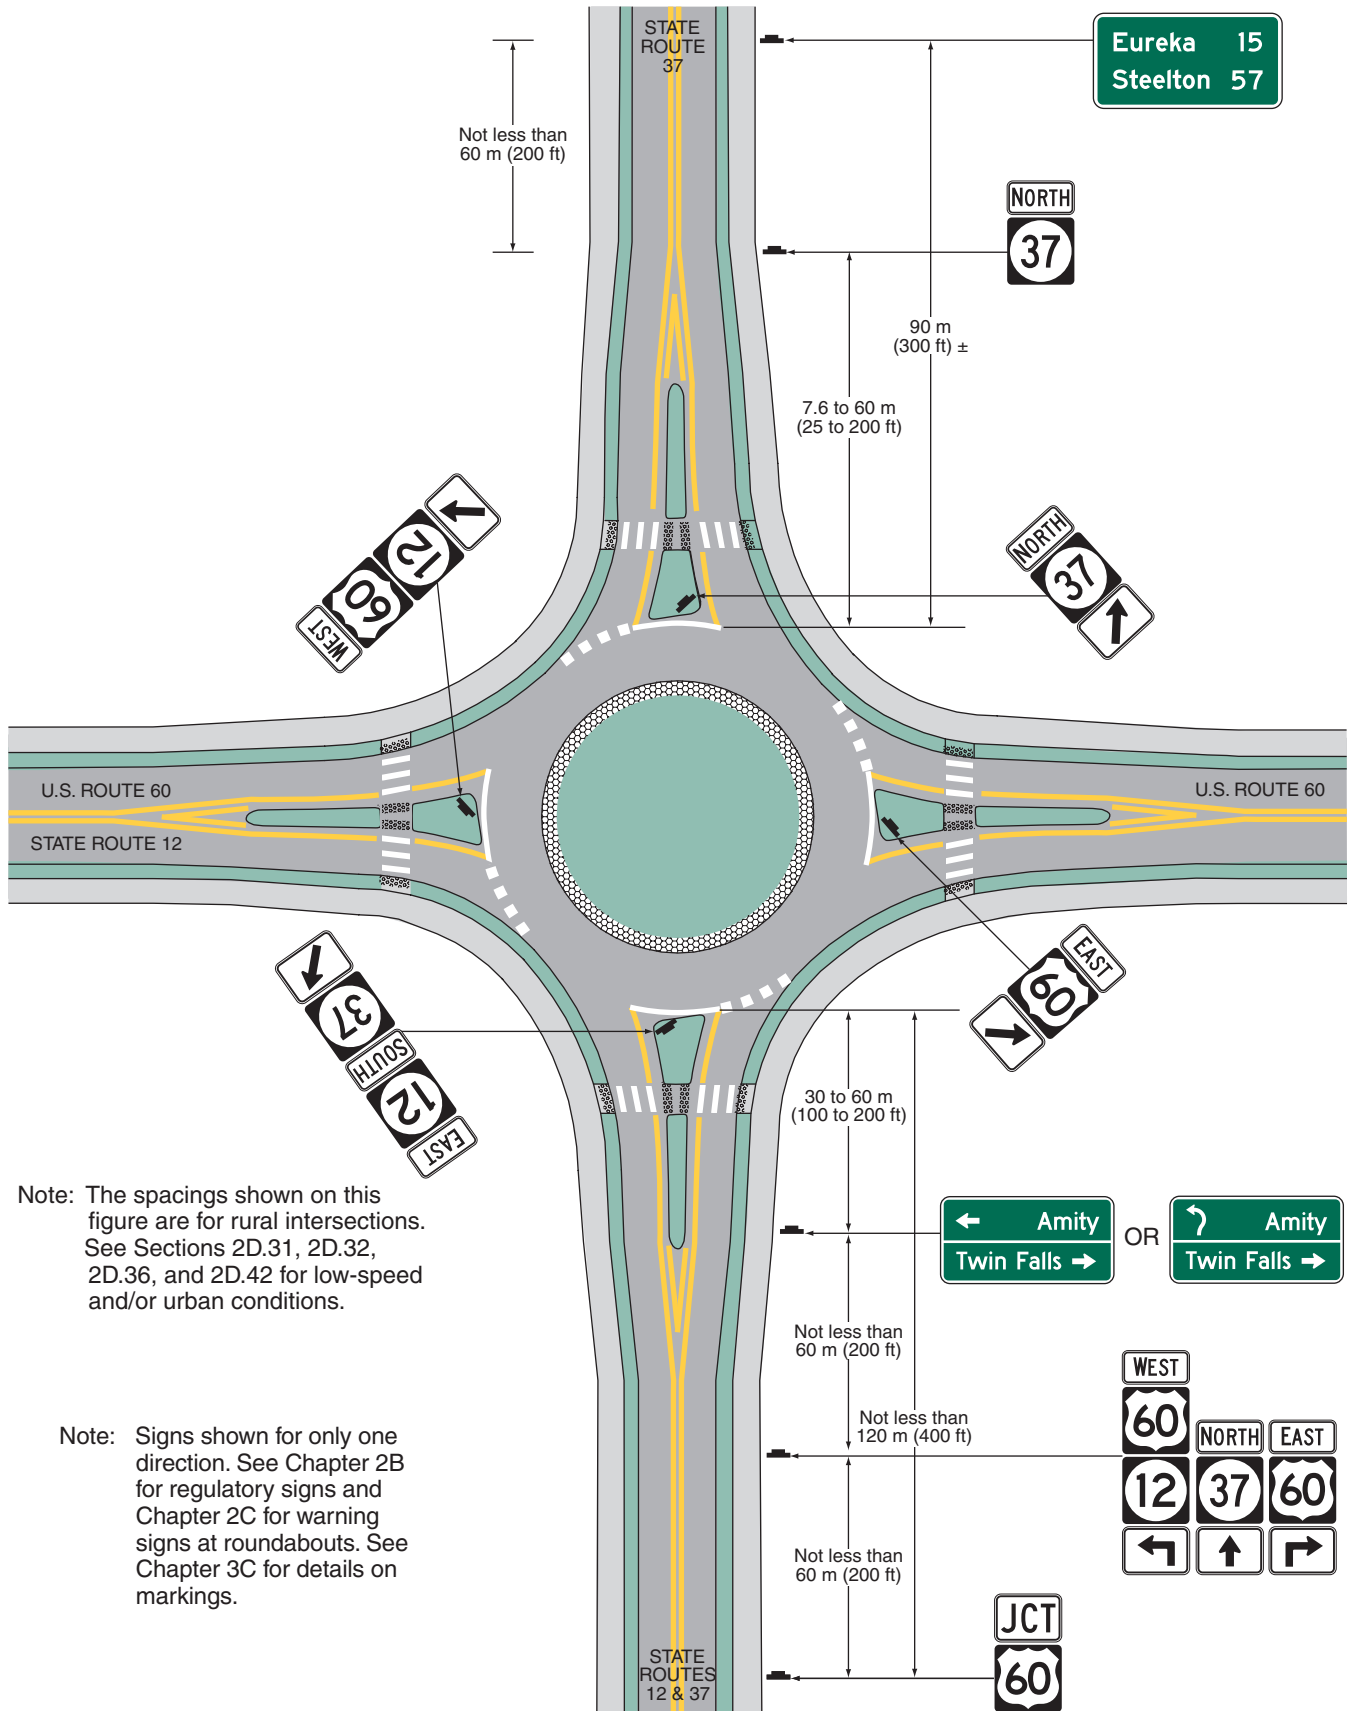 STATE
ROUTE
37
Eureka 15
Steelton 57
Not less than
60 m (200 ft)
NORTH
37
90 m
(300 ft) ±
7.6 to 60 m
(25 to 200 ft)
12
60
WEST
NORTH
37
U.S. ROUTE 60
STATE ROUTE 12
U.S. ROUTE 60
37
SOUTH
12
EAST
EAST
60
30 to 60 m
(100 to 200 ft)
Note: The spacings shown on this
figure are for rural intersections.
See Sections 2D.31, 2D.32,
2D.36, and 2D.42 for low-speed
and/or urban conditions.
Amity
Twin Falls
OR
Amity
Twin Falls
Not less than
60 m (200 ft)
Not less than
120 m (400 ft)
WEST
60
12
NORTH
37
EAST
60
Note: Signs shown for only one
direction. See Chapter 2B
for regulatory signs and
Chapter 2C for warning
signs at roundabouts. See
Chapter 3C for details on
markings.
Not less than
60 m (200 ft)
JCT
60
STATE
ROUTES
12 & 37